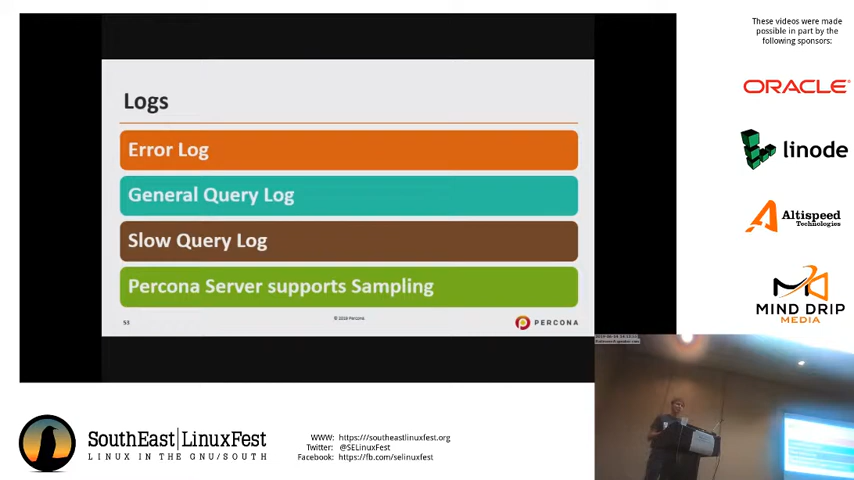 These videos were made
possible in part by the
following sponsors:
ORACLE
linode
Altispeed
Technologies
MIND DRIP
MEDIA
Logs
Error Log
General Query Log
Slow Query Log
Percona Server supports Sampling
53
PERCONA
SouthEast LinuxFest
LINUX IN THE GNU/SOUTH
WWW: https://southeastlinuxfest.org
Twitter: @SELinuxFest
Facebook: https://fb.com/selinuxfest